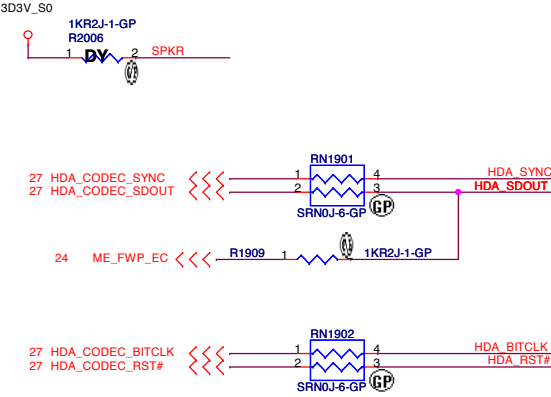 3D3V_S0
1KR2J-1-GP
R2006
1 DY 2 SPKR
RN1901
27 HDA_CODEC_SYNC 1 4 HDA_SYNC
27 HDA_CODEC_SDOUT 2 3 HDA_SDOUT
SRN0J-6-GP GP
24 ME_FWP_EC R1909 1 1KR2J-1-GP
RN1902
27 HDA_CODEC_BITCLK 1 4 HDA_BITCLK
27 HDA_CODEC_RST# 2 3 HDA_RST#
SRN0J-6-GP GP